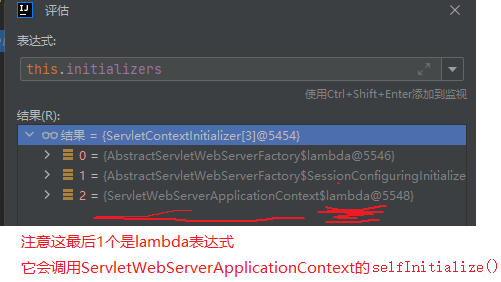 IJ
评估
表达式:
this.initializers
使用Ctrl+Shift+Enter添加到监视
结果(R):
结果 = {ServletContextInitializer[3]@5454}
0 = {AbstractServletWebServerFactory$lambda@5546}
1 = {AbstractServletWebServerFactory$SessionConfiguringInitialize
2 = {ServletWebServerApplicationContext$lambda@5548}
注意这最后1个是lambda表达式
它会调用ServletWebServerApplicationContext的selfInitialize()